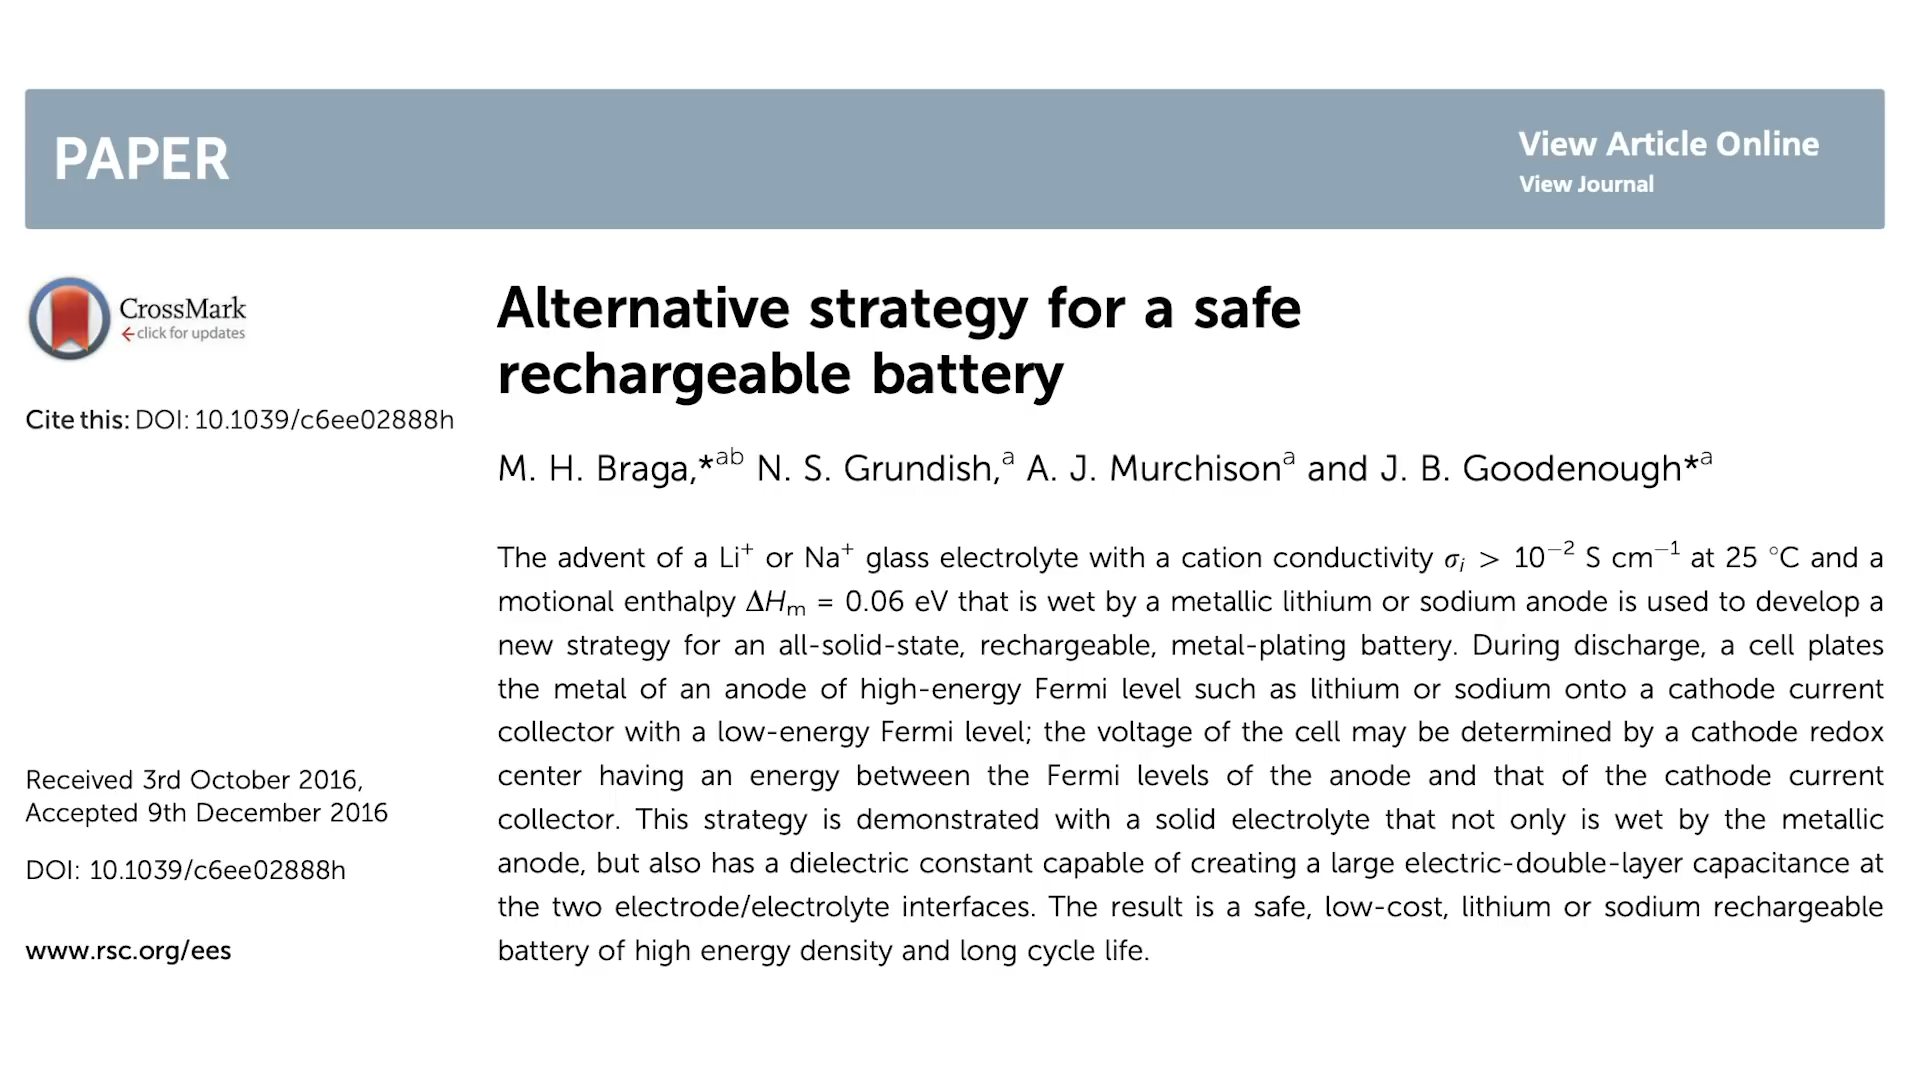 PAPER
View Article Online
View Journal
CrossMark
←click for updates
Cite this: DOI: 10.1039/c6ee02888h
Received 3rd October 2016,
Accepted 9th December 2016
DOI: 10.1039/c6ee02888h
www.rsc.org/ees
Alternative strategy for a safe
rechargeable battery
M. H. Braga,*ᵃᵇ N. S. Grundish,ᵃ A. J. Murchisonᵃ and J. B. Goodenough*ᵃ
The advent of a Li⁺ or Na⁺ glass electrolyte with a cation conductivity σᵢ > 10⁻² S cm⁻¹ at 25 °C and a
motional enthalpy ΔHₘ = 0.06 eV that is wet by a metallic lithium or sodium anode is used to develop a
new strategy for an all-solid-state, rechargeable, metal-plating battery. During discharge, a cell plates
the metal of an anode of high-energy Fermi level such as lithium or sodium onto a cathode current
collector with a low-energy Fermi level; the voltage of the cell may be determined by a cathode redox
center having an energy between the Fermi levels of the anode and that of the cathode current
collector. This strategy is demonstrated with a solid electrolyte that not only is wet by the metallic
anode, but also has a dielectric constant capable of creating a large electric-double-layer capacitance at
the two electrode/electrolyte interfaces. The result is a safe, low-cost, lithium or sodium rechargeable
battery of high energy density and long cycle life.